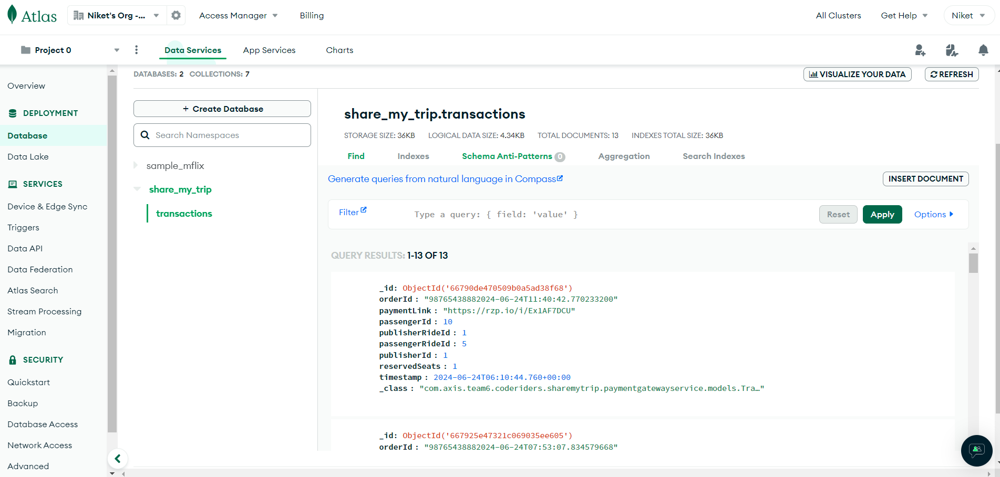 Atlas
Niket's Org -...
Access Manager
Billing
All Clusters
Get Help
Niket
Project 0
Data Services
App Services
Charts
DATABASES: 2 COLLECTIONS: 7
VISUALIZE YOUR DATA
REFRESH
Overview
DEPLOYMENT
Database
Data Lake
SERVICES
Device & Edge Sync
Triggers
Data API
Data Federation
Atlas Search
Stream Processing
Migration
SECURITY
Quickstart
Backup
Database Access
Network Access
Advanced
+ Create Database
Search Namespaces
sample_mflix
share_my_trip
transactions
share_my_trip.transactions
STORAGE SIZE: 36KB LOGICAL DATA SIZE: 4.34KB TOTAL DOCUMENTS: 13 INDEXES TOTAL SIZE: 36KB
Find
Indexes
Schema Anti-Patterns 0
Aggregation
Search Indexes
Generate queries from natural language in Compass
INSERT DOCUMENT
Filter
Type a query: { field: 'value' }
Reset
Apply
Options
QUERY RESULTS: 1-13 OF 13
_id: ObjectId('66790de470509b0a5ad38f68')
orderId : "98765438882024-06-24T11:40:42.770233200"
paymentLink : "https://rzp.io/i/Ex1AF7DCU"
passengerId : 10
publisherRideId : 1
passengerRideId : 5
publisherId : 1
reservedSeats : 1
timestamp : 2024-06-24T06:10:44.760+00:00
_class : "com.axis.team6.coderiders.sharemytrip.paymentgatewayservice.models.Tra…"
_id: ObjectId('667925e47321c069035ee605')
orderId : "98765438882024-06-24T07:53:07.834579668"